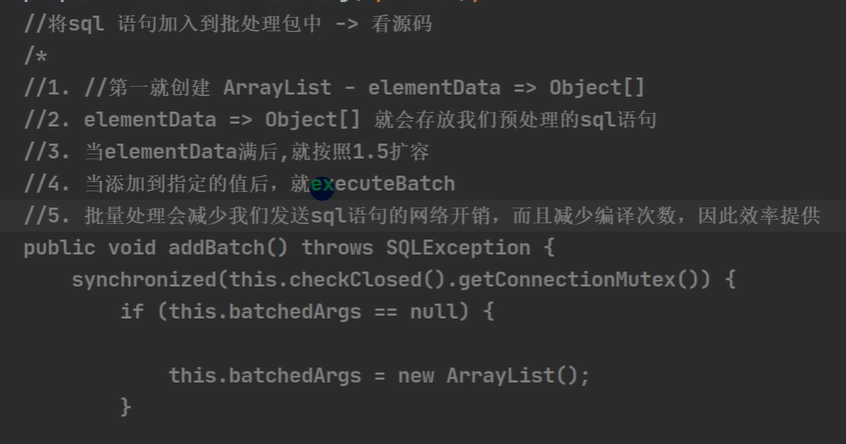 //将sql 语句加入到批处理包中 -> 看源码
/*
//1. //第一就创建 ArrayList - elementData => Object[]
//2. elementData => Object[] 就会存放我们预处理的sql语句
//3. 当elementData满后,就按照1.5扩容
//4. 当添加到指定的值后，就executeBatch
//5. 批量处理会减少我们发送sql语句的网络开销，而且减少编译次数，因此效率提供
public void addBatch() throws SQLException {
    synchronized(this.checkClosed().getConnectionMutex()) {
        if (this.batchedArgs == null) {
            this.batchedArgs = new ArrayList();
        }